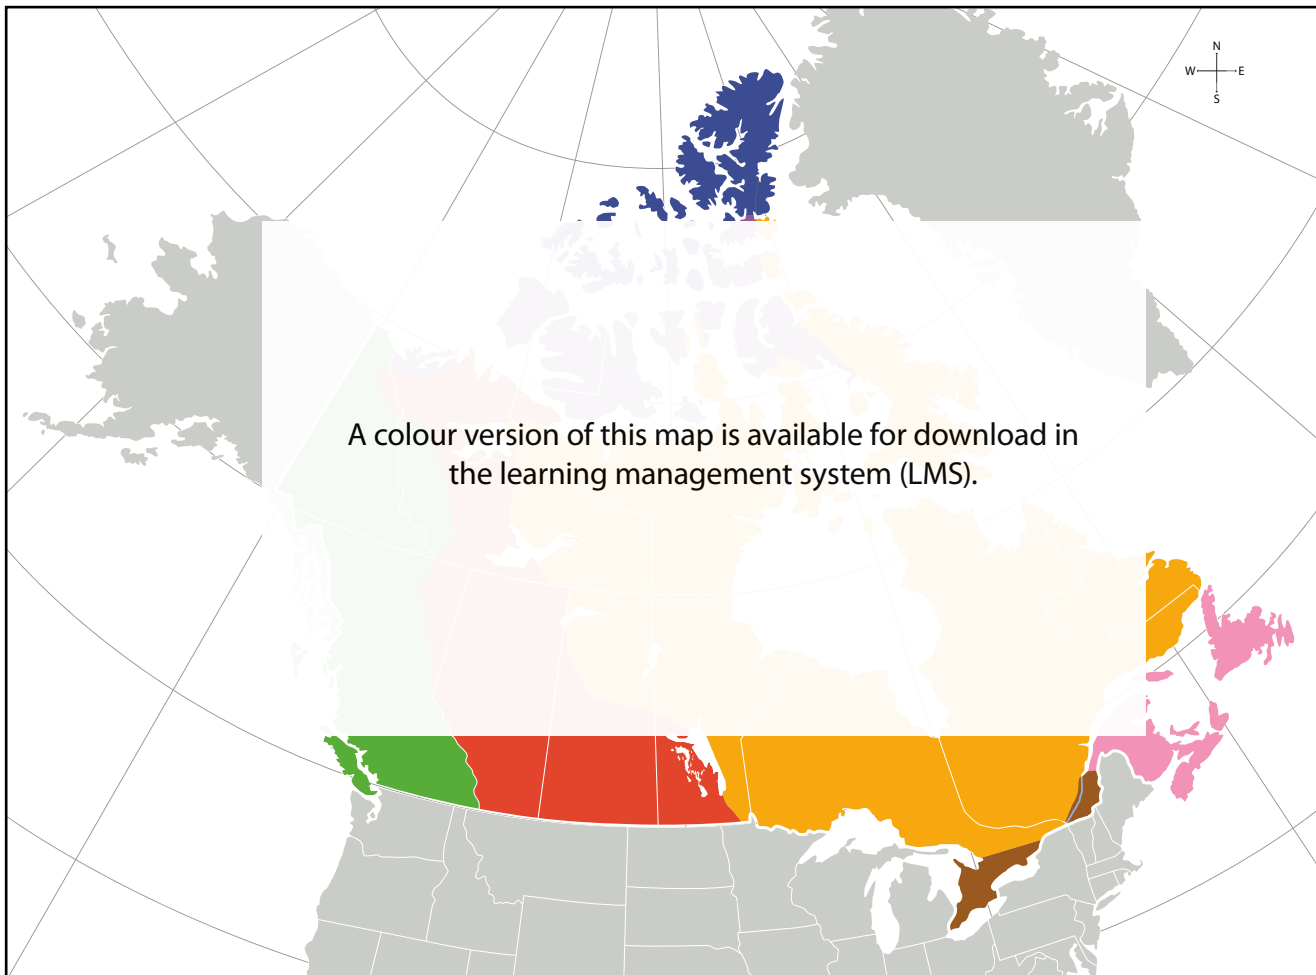 N
W E
S
A colour version of this map is available for download in
the learning management system (LMS).